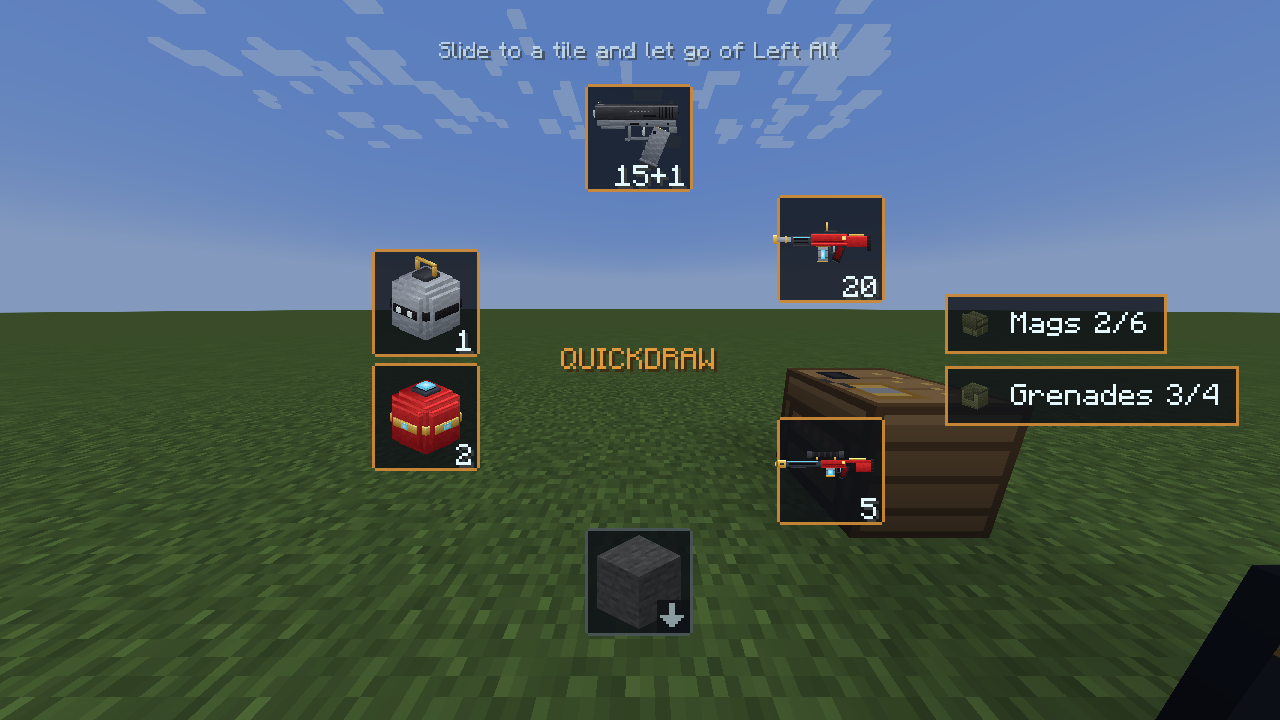 Slide to a tile and let go of Left Alt
15+1
20
1
Mags 2/6
QUICKDRAW
Grenades 3/4
2
5